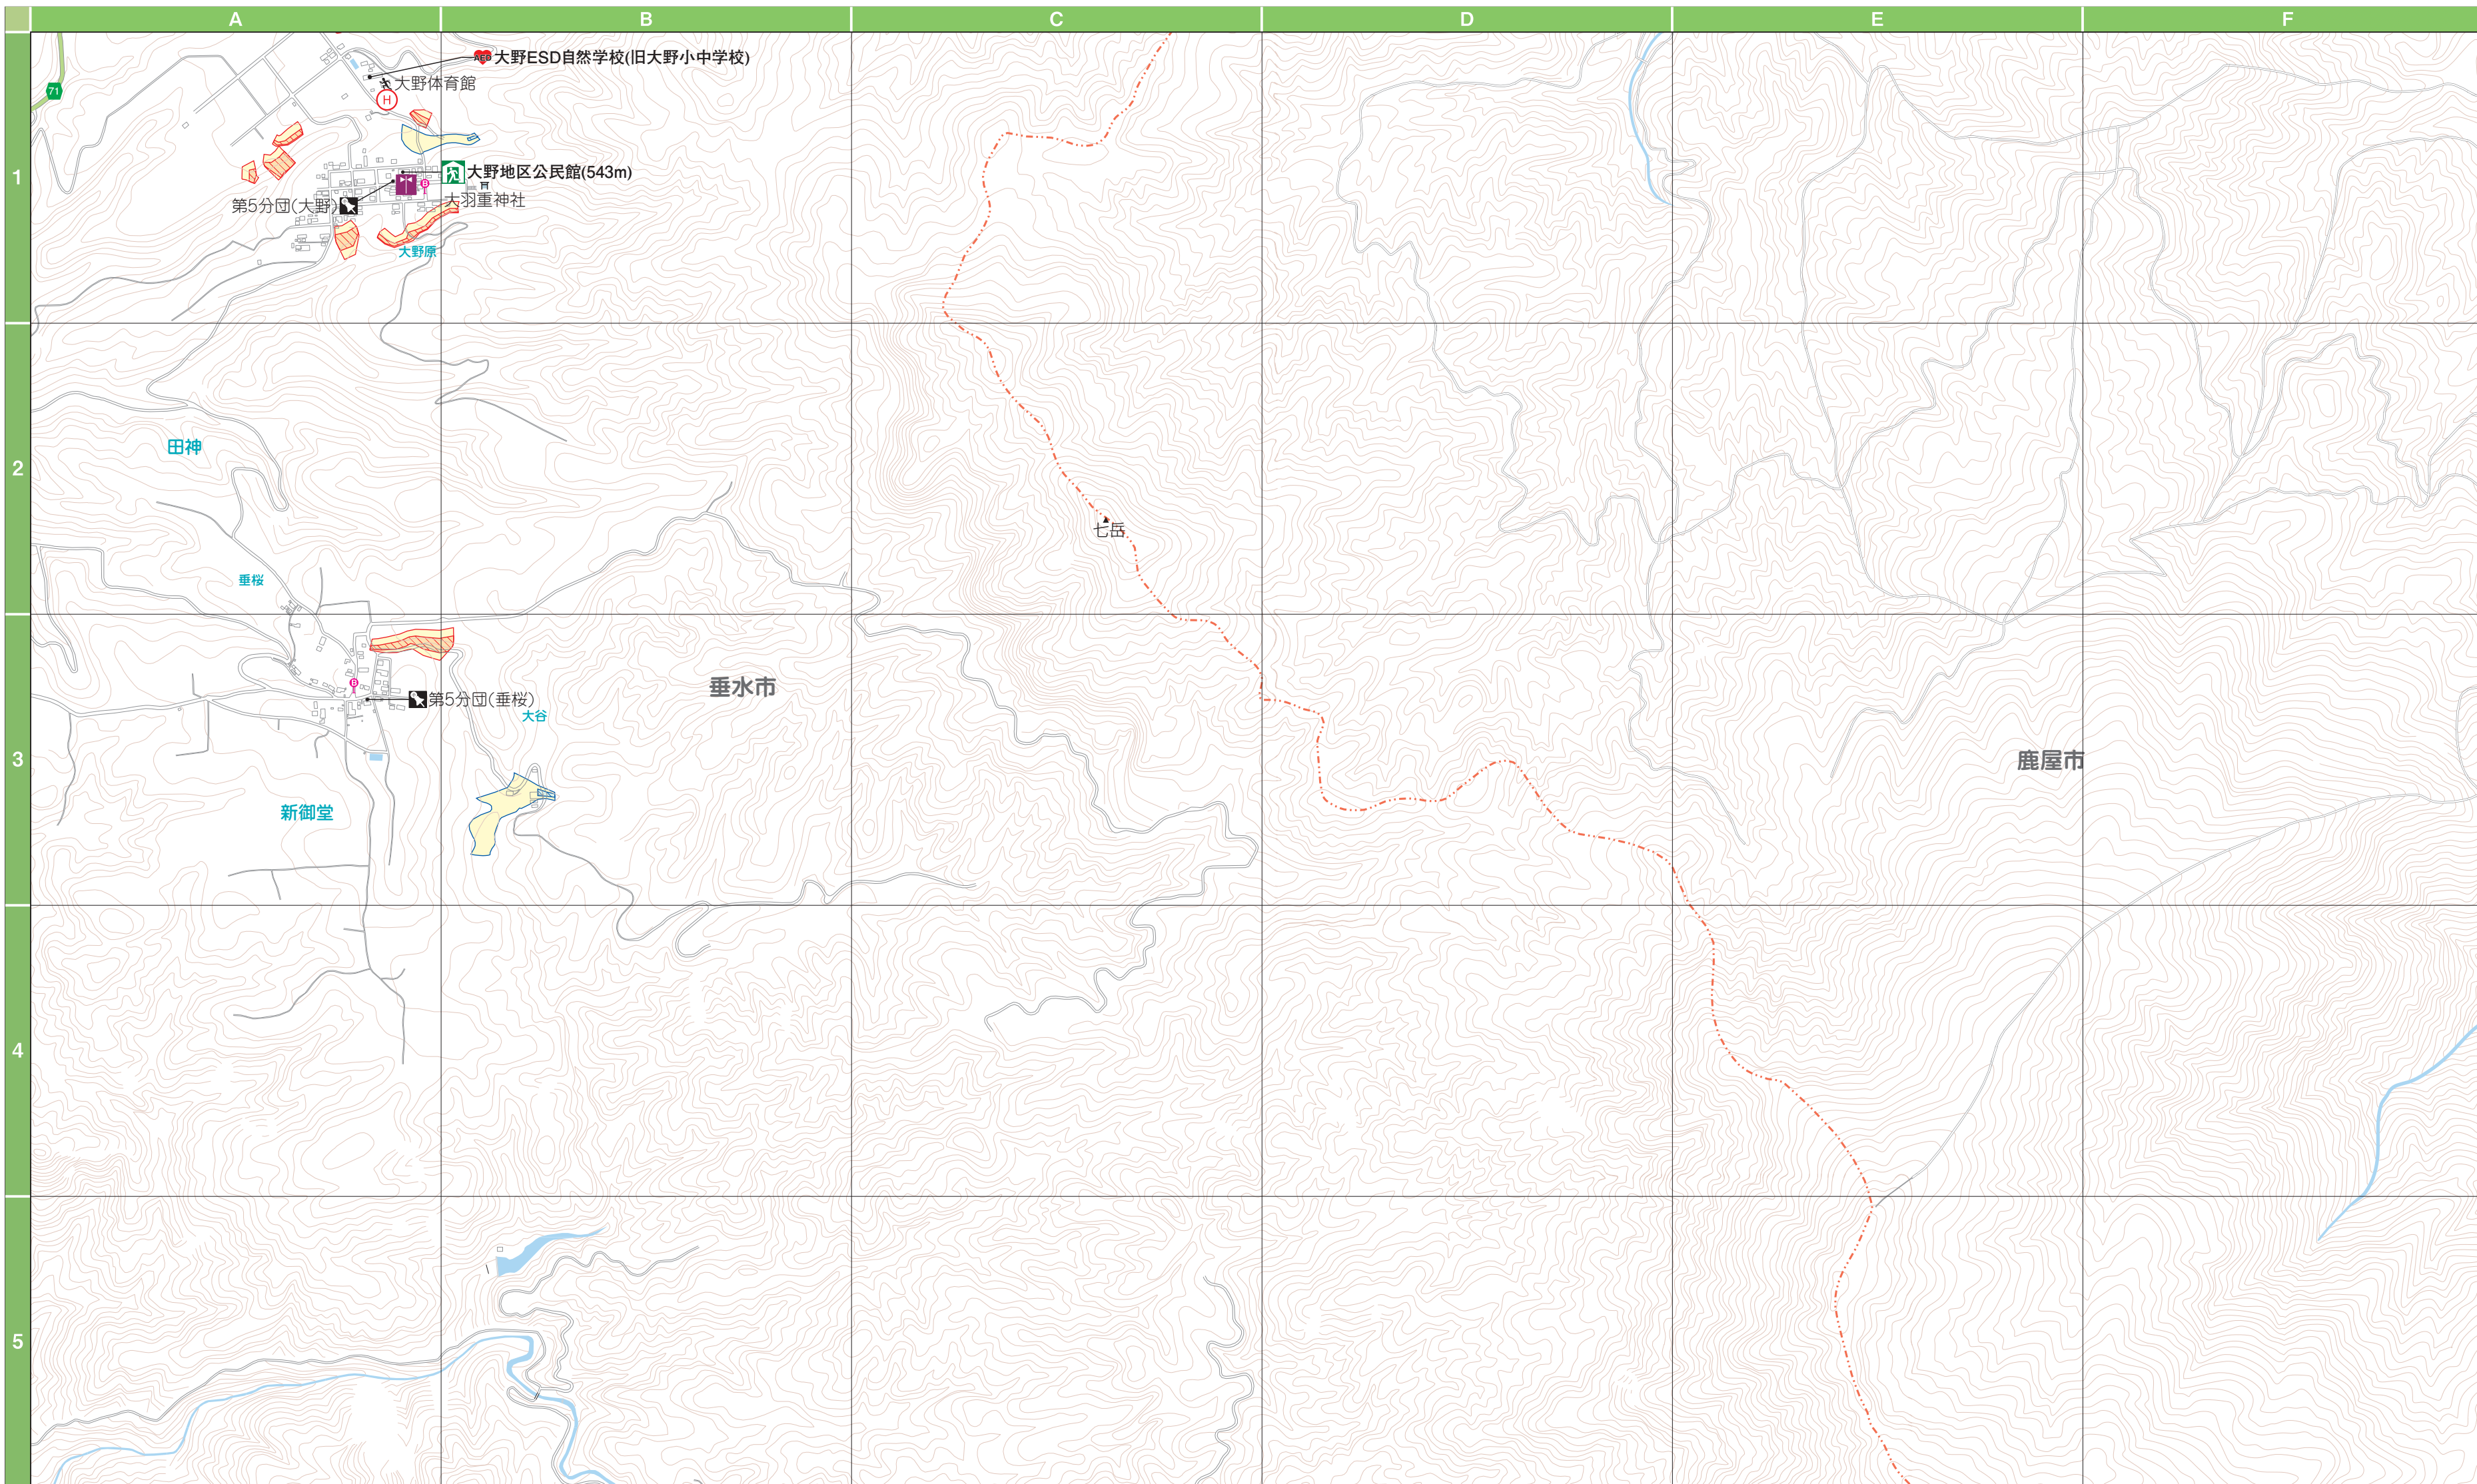 A B C D E F
1
2
3
4
5
71
AED 大野ESD自然学校(旧大野小中学校)
大野体育館
H
大野地区公民館(543m)
B
大羽重神社
第5分団(大野)
大野原
田神
七岳
垂桜
垂水市
B
第5分団(垂桜)
大谷
鹿屋市
新御堂